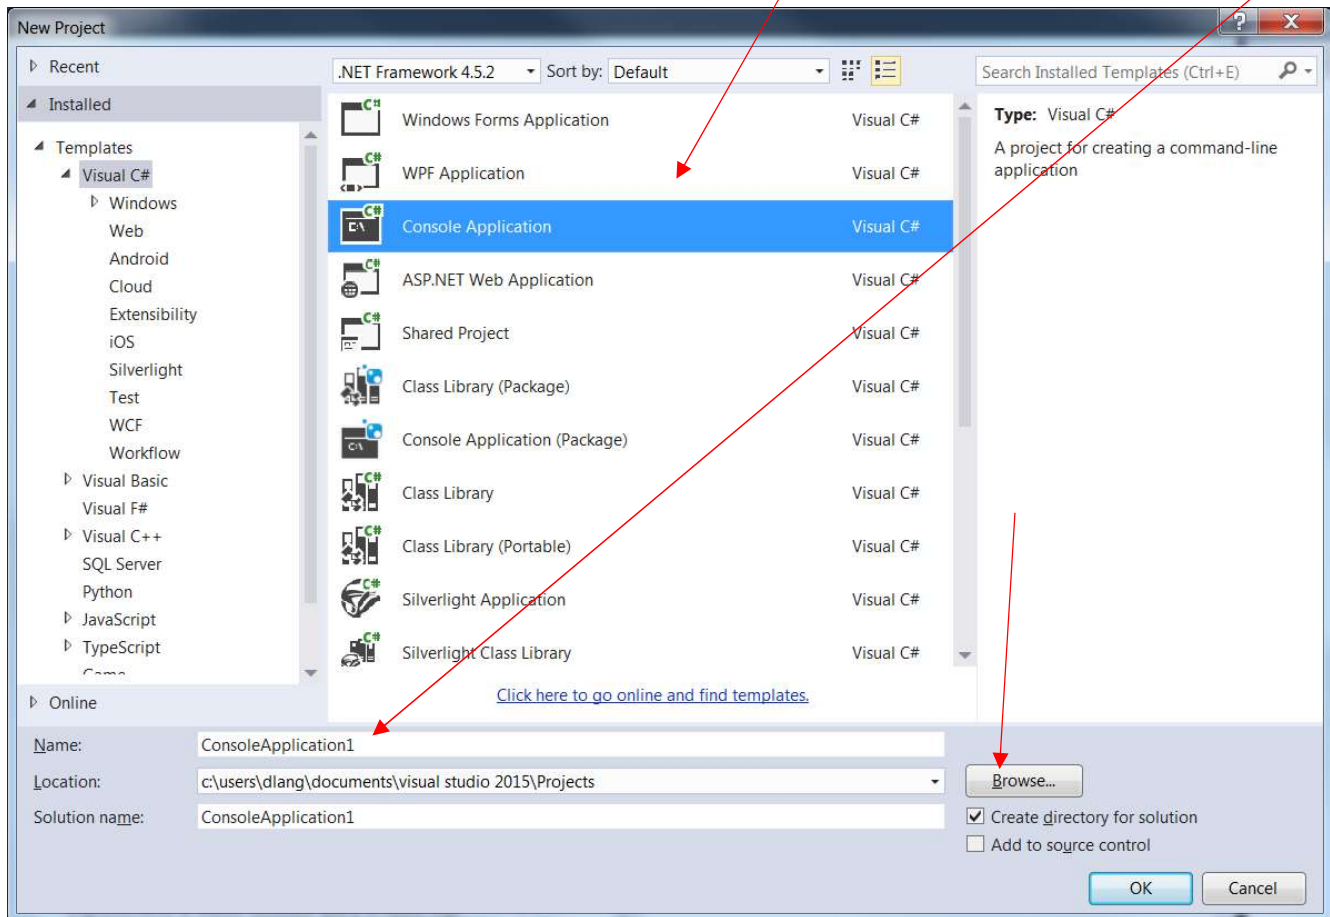 New Project
Recent
Installed
Templates
Visual C#
Windows
Web
Android
Cloud
Extensibility
iOS
Silverlight
Test
WCF
Workflow
Visual Basic
Visual F#
Visual C++
SQL Server
Python
JavaScript
TypeScript
Game
Online
.NET Framework 4.5.2 Sort by: Default
Windows Forms Application Visual C#
WPF Application Visual C#
Console Application Visual C#
ASP.NET Web Application Visual C#
Shared Project Visual C#
Class Library (Package) Visual C#
Console Application (Package) Visual C#
Class Library Visual C#
Class Library (Portable) Visual C#
Silverlight Application Visual C#
Silverlight Class Library Visual C#
Click here to go online and find templates.
Search Installed Templates (Ctrl+E)
Type: Visual C#
A project for creating a command-line
application
Name: ConsoleApplication1
Location: c:\users\dlang\documents\visual studio 2015\Projects
Browse...
Solution name: ConsoleApplication1
Create directory for solution
Add to source control
OK Cancel